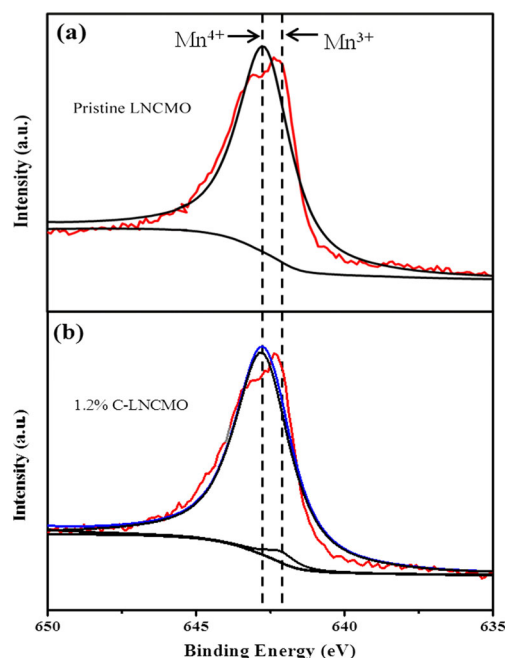 (a)
Mn4+
Mn3+
Pristine LNCMO
Intensity (a.u.)
(b)
1.2% C-LNCMO
Intensity (a.u.)
650
645
640
635
Binding Energy (eV)